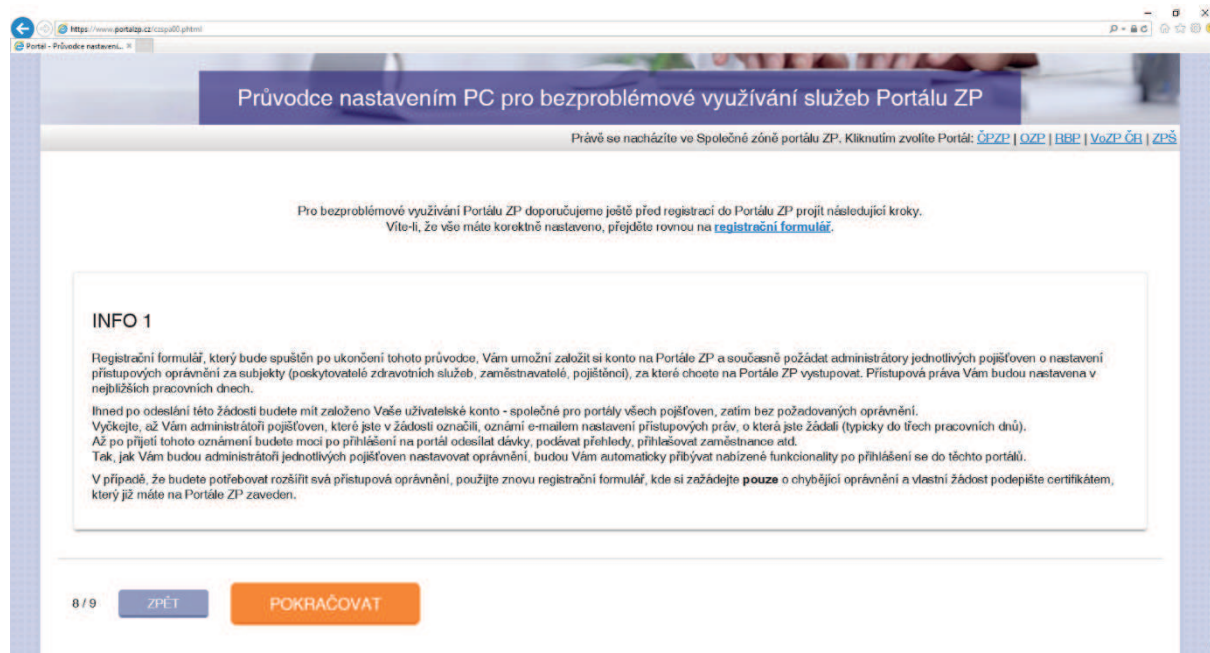 https://www.portalzp.cz/czspa00.phtml
Portál - Průvodce nastavení...
Průvodce nastavením PC pro bezproblémové využívání služeb Portálu ZP
Právě se nacházíte ve Společné zóně portálu ZP. Kliknutím zvolíte Portál: ČPZP | OZP | RBP | VoZP ČR | ZPŠ
Pro bezproblémové využívání Portálu ZP doporučujeme ještě před registrací do Portálu ZP projít následující kroky.
Víte-li, že vše máte korektně nastaveno, přejděte rovnou na registrační formulář.
INFO 1
Registrační formulář, který bude spuštěn po ukončení tohoto průvodce, Vám umožní založit si konto na Portále ZP a současně požádat administrátory jednotlivých pojišťoven o nastavení
přístupových oprávnění za subjekty (poskytovatelé zdravotních služeb, zaměstnavatelé, pojištěnci), za které chcete na Portále ZP vystupovat. Přístupová práva Vám budou nastavena v
nejbližších pracovních dnech.
Ihned po odeslání této žádosti budete mít založeno Vaše uživatelské konto - společné pro portály všech pojšťoven, zatím bez požadovaných oprávnění.
Vyčkejte, až Vám administrátoři pojišťoven, které jste v žádosti označili, oznámí e-mailem nastavení přístupových práv, o která jste žádali (typicky do třech pracovních dnů).
Až po přijetí tohoto oznámení budete moci po přihlášení na portál odesílat dávky, podávat přehledy, přihlašovat zaměstnance atd.
Tak, jak Vám budou administrátoři jednotlivých pojišťoven nastavovat oprávnění, budou Vám automaticky přibývat nabízené funkcionality po přihlášení se do těchto portálů.
V případě, že budete potřebovat rozšířit svá přístupová oprávnění, použijte znovu registrační formulář, kde si zažádejte pouze o chybějící oprávnění a vlastní žádost podepište certifikátem,
který již máte na Portále ZP zaveden.
8 / 9 ZPĚT POKRAČOVAT